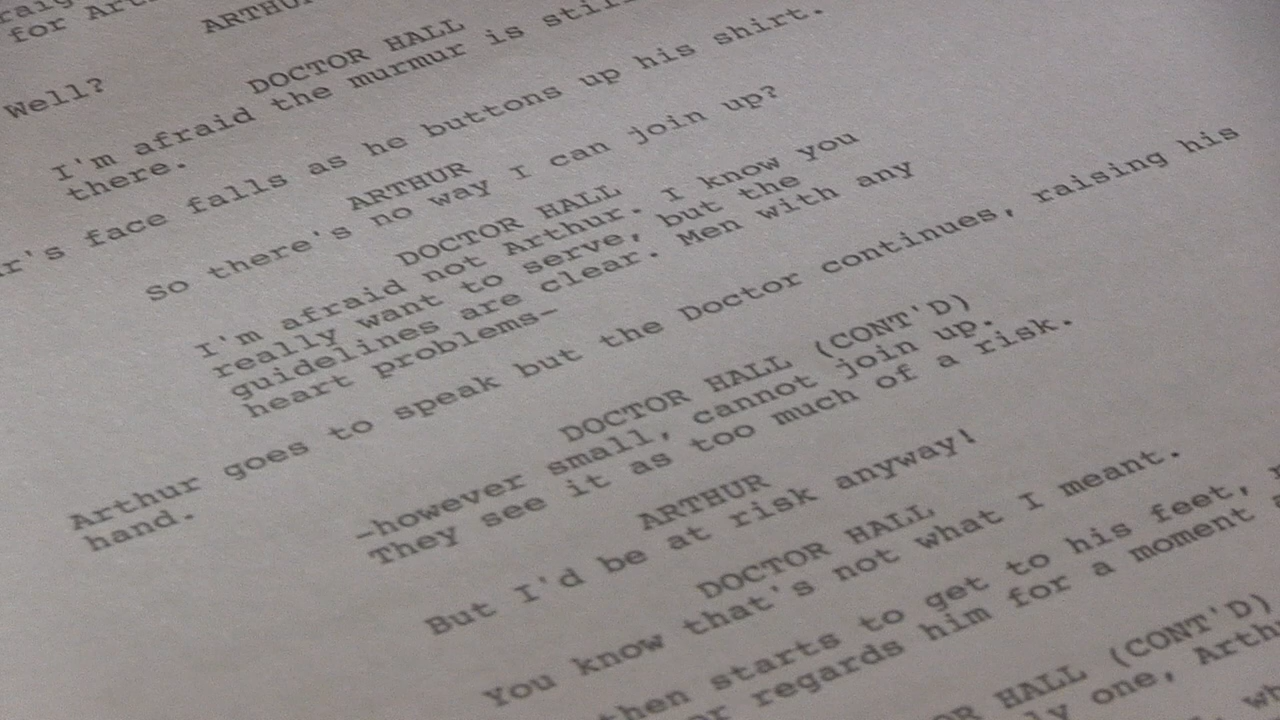 for
ARTHUR
Well?
DOCTOR HALL
I'm afraid the murmur is still
there.
face falls as he buttons up his shirt.
ARTHUR
So there's no way I can join up?
DOCTOR HALL
I'm afraid not Arthur. I know you
really want to serve, but the
guidelines are clear. Men with any
heart problems-
Arthur goes to speak but the Doctor continues, raising his
hand.
DOCTOR HALL (CONT'D)
-however small, cannot join up.
They see it as too much of a risk.
ARTHUR
But I'd be at risk anyway!
DOCTOR HALL
You know that's not what I meant.
then starts to get to his feet,
regards him for a moment
HALL (CONT'D)
one,